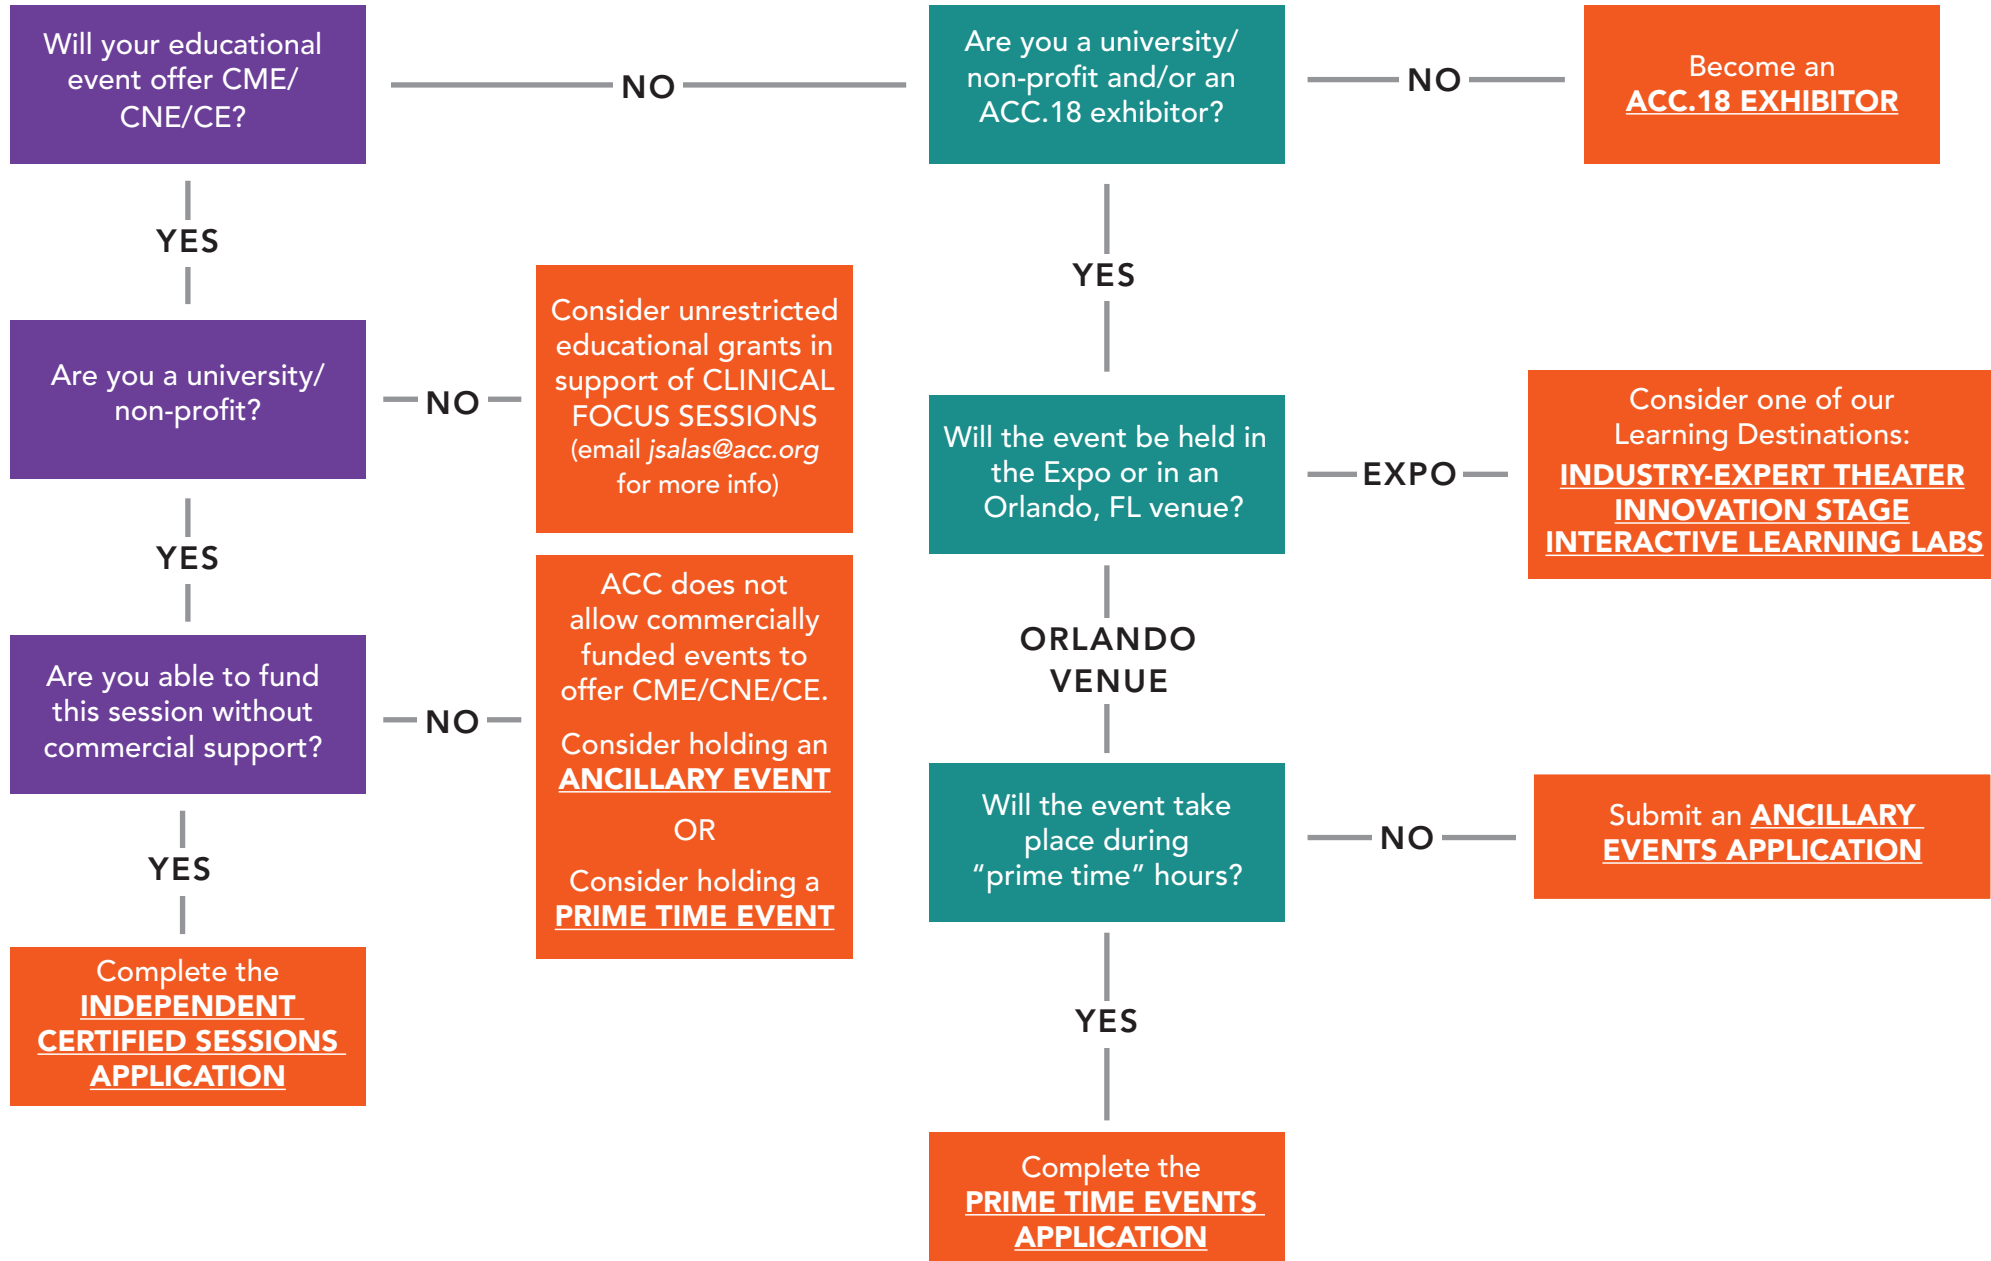 Will your educational
event offer CME/
CNE/CE?
NO
Are you a university/
non-profit and/or an
ACC.18 exhibitor?
NO
Become an
ACC.18 EXHIBITOR
YES
YES
Are you a university/
non-profit?
NO
Consider unrestricted
educational grants in
support of CLINICAL
FOCUS SESSIONS
(email jsalas@acc.org
for more info)
Will the event be held in
the Expo or in an
Orlando, FL venue?
EXPO
Consider one of our
Learning Destinations:
INDUSTRY-EXPERT THEATER
INNOVATION STAGE
INTERACTIVE LEARNING LABS
YES
ORLANDO
VENUE
Are you able to fund
this session without
commercial support?
NO
ACC does not
allow commercially
funded events to
offer CME/CNE/CE.
Consider holding an
ANCILLARY EVENT
OR
Consider holding a
PRIME TIME EVENT
Will the event take
place during
“prime time” hours?
NO
Submit an ANCILLARY
EVENTS APPLICATION
YES
YES
Complete the
INDEPENDENT
CERTIFIED SESSIONS
APPLICATION
Complete the
PRIME TIME EVENTS
APPLICATION